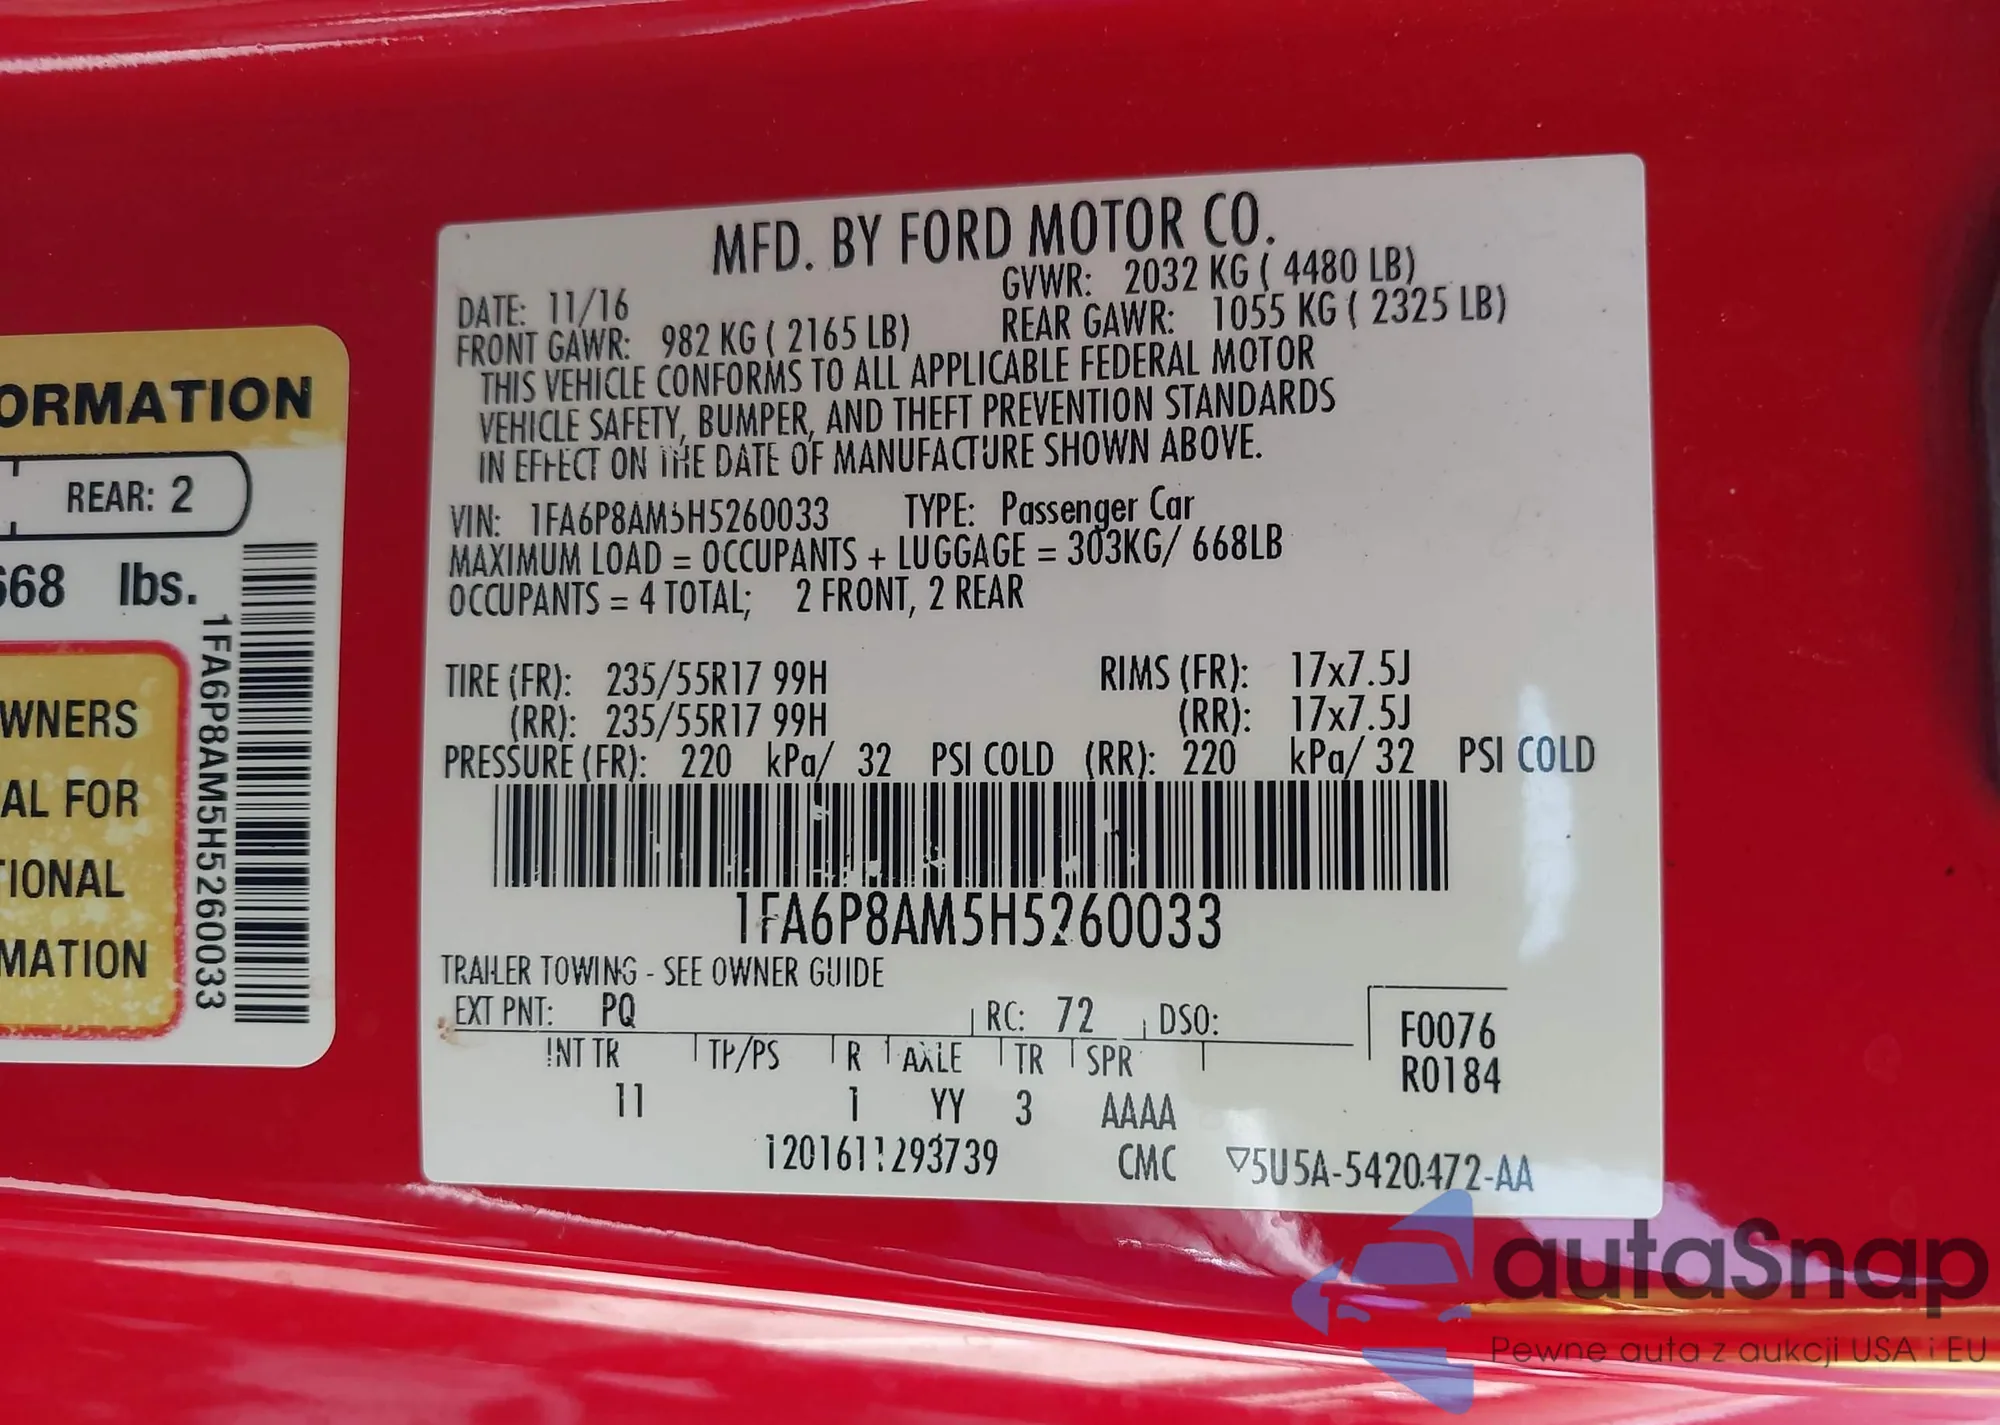 ORMATION
REAR: 2
668 lbs.
WNERS
AL FOR
TIONAL
MATION
1FA6P8AM5H5260033
MFD. BY FORD MOTOR CO.
DATE: 11/16 GVWR: 2032 KG ( 4480 LB)
FRONT GAWR: 982 KG ( 2165 LB) REAR GAWR: 1055 KG ( 2325 LB)
THIS VEHICLE CONFORMS TO ALL APPLICABLE FEDERAL MOTOR
VEHICLE SAFETY, BUMPER, AND THEFT PREVENTION STANDARDS
IN EFFECT ON THE DATE OF MANUFACTURE SHOWN ABOVE.
VIN: 1FA6P8AM5H5260033 TYPE: Passenger Car
MAXIMUM LOAD = OCCUPANTS + LUGGAGE = 303KG/ 668LB
OCCUPANTS = 4 TOTAL; 2 FRONT, 2 REAR
TIRE (FR): 235/55R17 99H RIMS (FR): 17x7.5J
(RR): 235/55R17 99H (RR): 17x7.5J
PRESSURE (FR): 220 kPa/ 32 PSI COLD (RR): 220 kPa/ 32 PSI COLD
1FA6P8AM5H5260033
TRAILER TOWING - SEE OWNER GUIDE
EXT PNT: PQ RC: 72 DSO: F0076
INT TR TP/PS R AXLE TR SPR R0184
11 1 YY 3 AAAA
1201611293739 CMC ▽5U5A-5420472-AA
autaSnap
Pewne auta z aukcji USA i EU